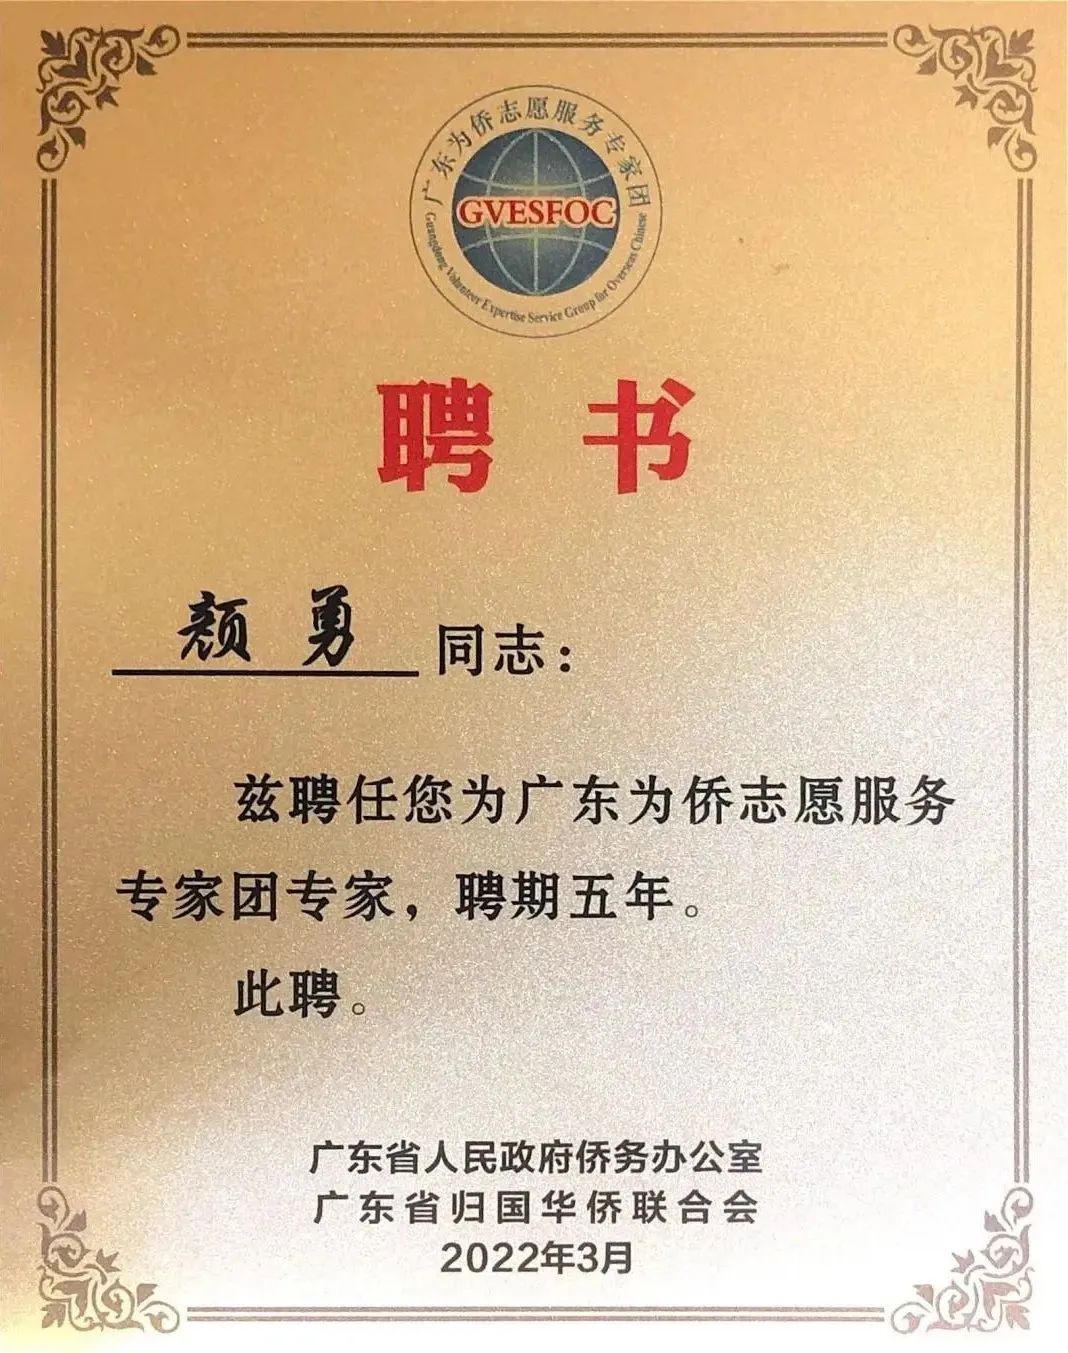 广东为侨志愿服务专家团
GVESFOC
Guangdong Volunteer Expertise Service Group for Overseas Chinese
聘书
颜勇同志：
兹聘任您为广东为侨志愿服务
专家团专家，聘期五年。
此聘。
广东省人民政府侨务办公室
广东省归国华侨联合会
2022年3月